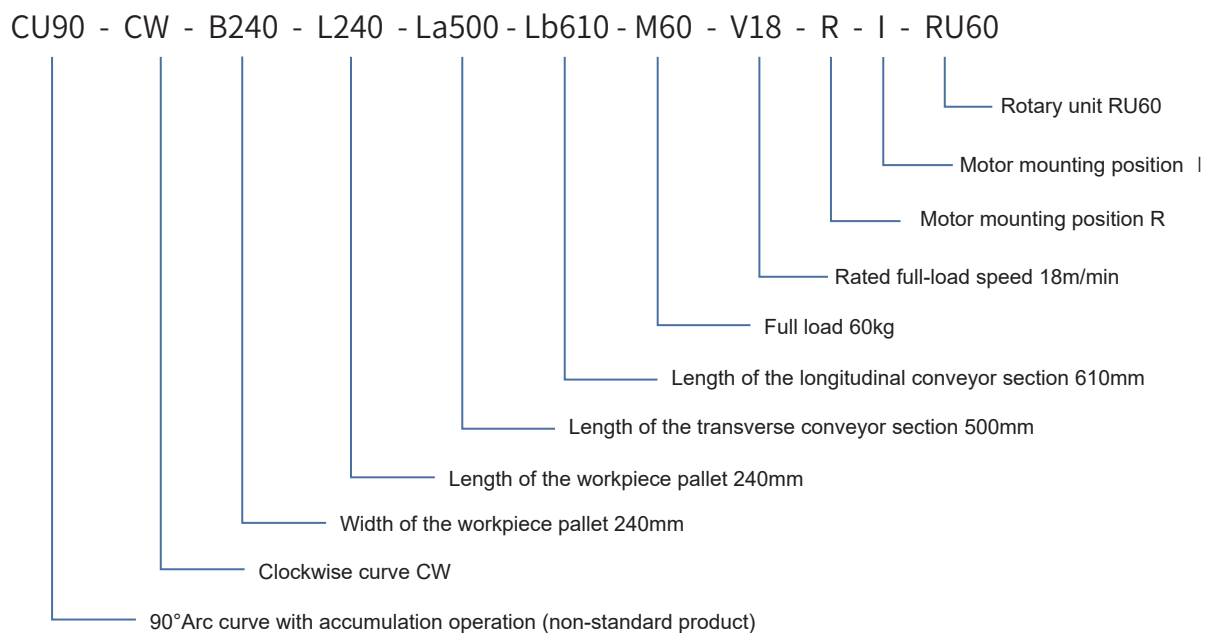 CU90 - CW - B240 - L240 - La500 - Lb610 - M60 - V18 - R - I - RU60
Rotary unit RU60
Motor mounting position I
Motor mounting position R
Rated full-load speed 18m/min
Full load 60kg
Length of the longitudinal conveyor section 610mm
Length of the transverse conveyor section 500mm
Length of the workpiece pallet 240mm
Width of the workpiece pallet 240mm
Clockwise curve CW
90°Arc curve with accumulation operation (non-standard product)